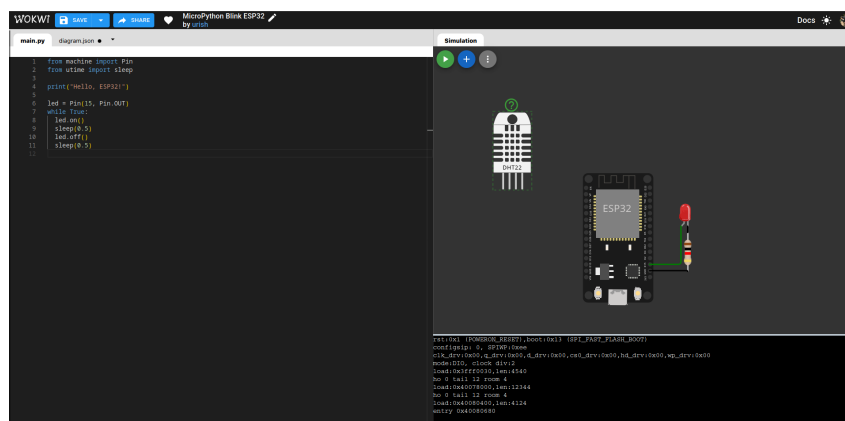 WOKWI SAVE SHARE MicroPython Blink ESP32
by urish
Docs
main.py diagram.json
1 from machine import Pin
2 from utime import sleep
3
4 print("Hello, ESP32!")
5
6 led = Pin(15, Pin.OUT)
7 while True:
8 led.on()
9 sleep(0.5)
10 led.off()
11 sleep(0.5)
12
Simulation
?
DHT22
ESP32
rst:0x1 (POWERON_RESET),boot:0x13 (SPI_FAST_FLASH_BOOT)
configsip: 0, SPIWP:0xee
clk_drv:0x00,q_drv:0x00,d_drv:0x00,cs0_drv:0x00,hd_drv:0x00,wp_drv:0x00
mode:DIO, clock div:2
load:0x3fff0030,len:4540
ho 0 tail 12 room 4
load:0x40078000,len:12344
ho 0 tail 12 room 4
load:0x40080400,len:4124
entry 0x40080680